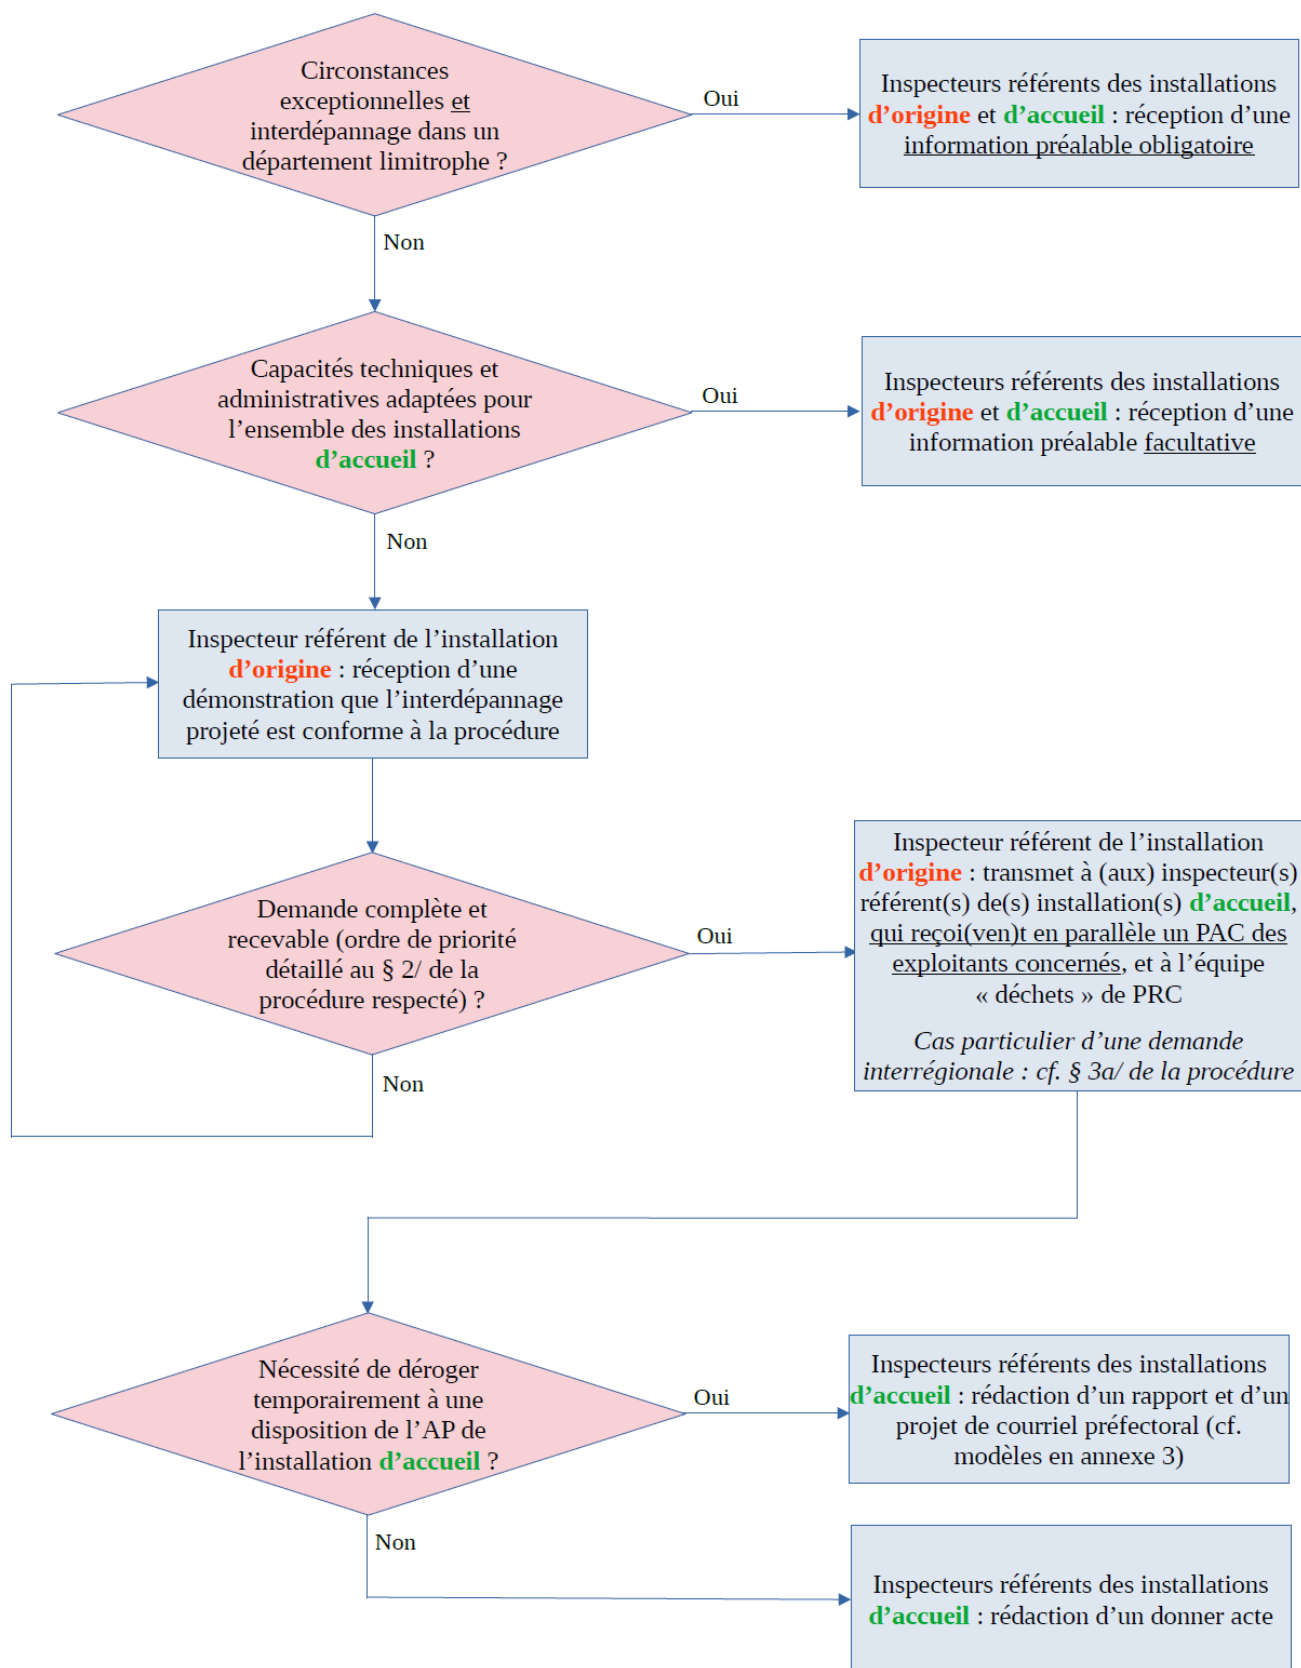 Circonstances
exceptionnelles et
interdépannage dans un
département limitrophe ?
Oui
Inspecteurs référents des installations
d’origine et d’accueil : réception d’une
information préalable obligatoire
Non
Capacités techniques et
administratives adaptées pour
l’ensemble des installations
d’accueil ?
Oui
Inspecteurs référents des installations
d’origine et d’accueil : réception d’une
information préalable facultative
Non
Inspecteur référent de l’installation
d’origine : réception d’une
démonstration que l’interdépannage
projeté est conforme à la procédure
Demande complète et
recevable (ordre de priorité
détaillé au § 2/ de la
procédure respecté) ?
Oui
Inspecteur référent de l’installation
d’origine : transmet à (aux) inspecteur(s)
référent(s) de(s) installation(s) d’accueil,
qui reçoi(ven)t en parallèle un PAC des
exploitants concernés, et à l’équipe
« déchets » de PRC
Cas particulier d’une demande
interrégionale : cf. § 3a/ de la procédure
Non
Nécessité de déroger
temporairement à une
disposition de l’AP de
l’installation d’accueil ?
Oui
Inspecteurs référents des installations
d’accueil : rédaction d’un rapport et d’un
projet de courriel préfectoral (cf.
modèles en annexe 3)
Non
Inspecteurs référents des installations
d’accueil : rédaction d’un donner acte